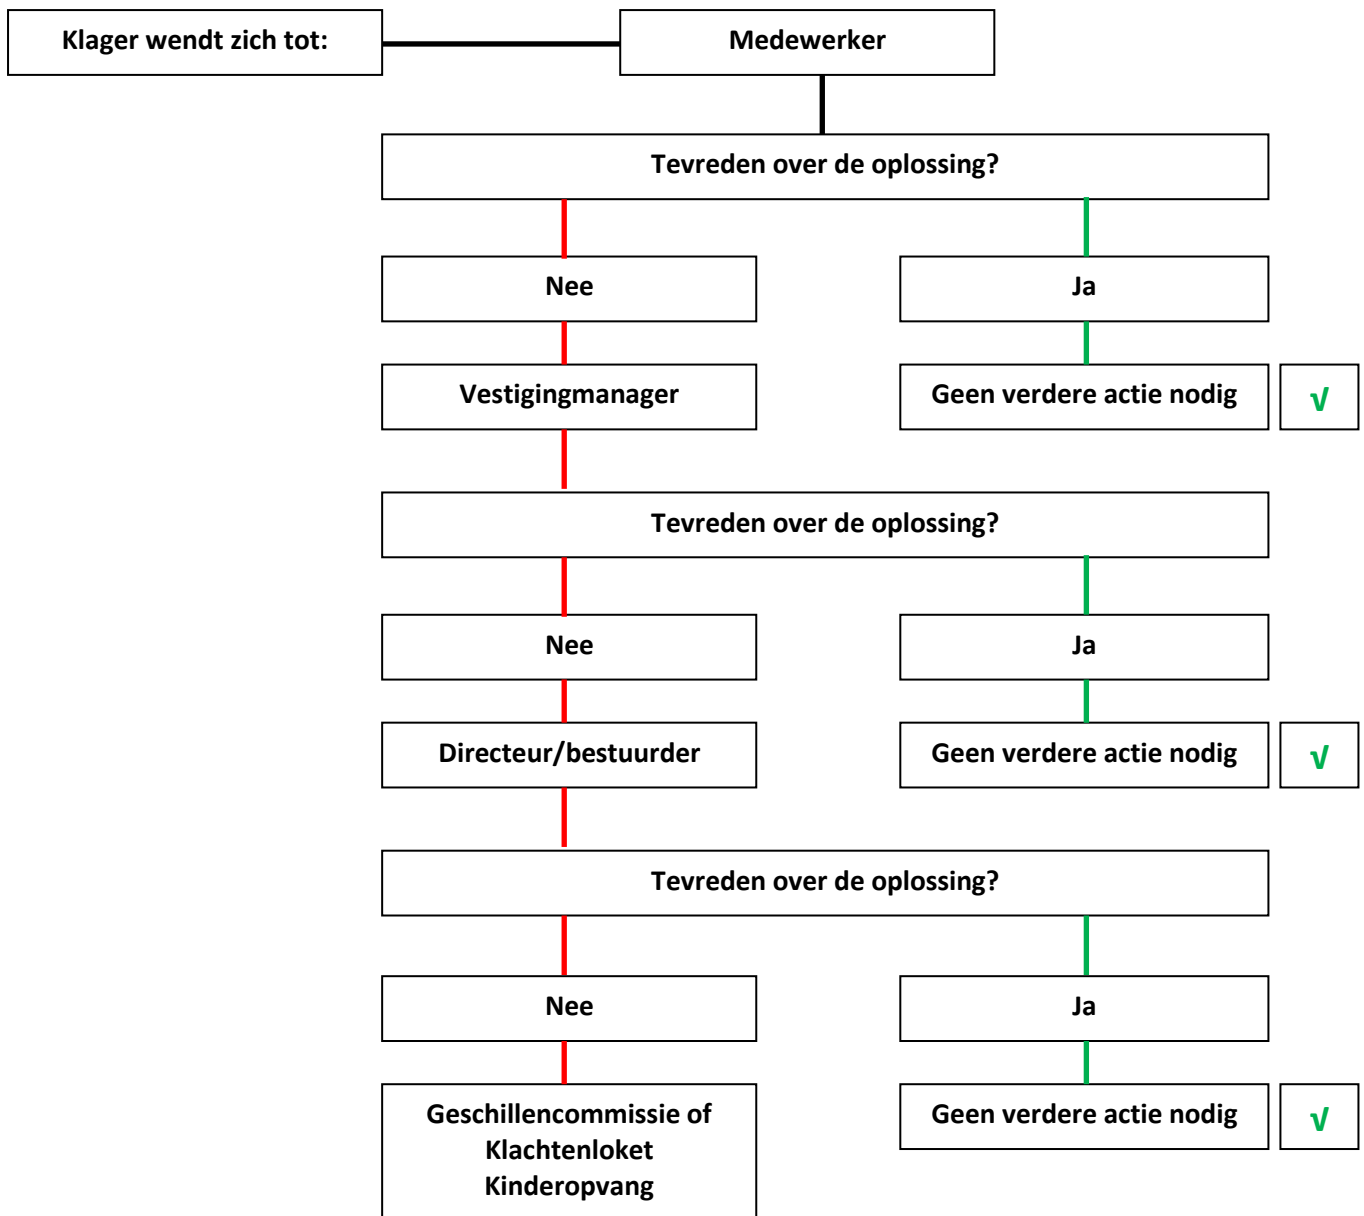 Klager wendt zich tot:
Medewerker
Tevreden over de oplossing?
Nee
Ja
Vestigingmanager
Geen verdere actie nodig
√
Tevreden over de oplossing?
Nee
Ja
Directeur/bestuurder
Geen verdere actie nodig
√
Tevreden over de oplossing?
Nee
Ja
Geschillencommissie of
Klachtenloket
Kinderopvang
Geen verdere actie nodig
√